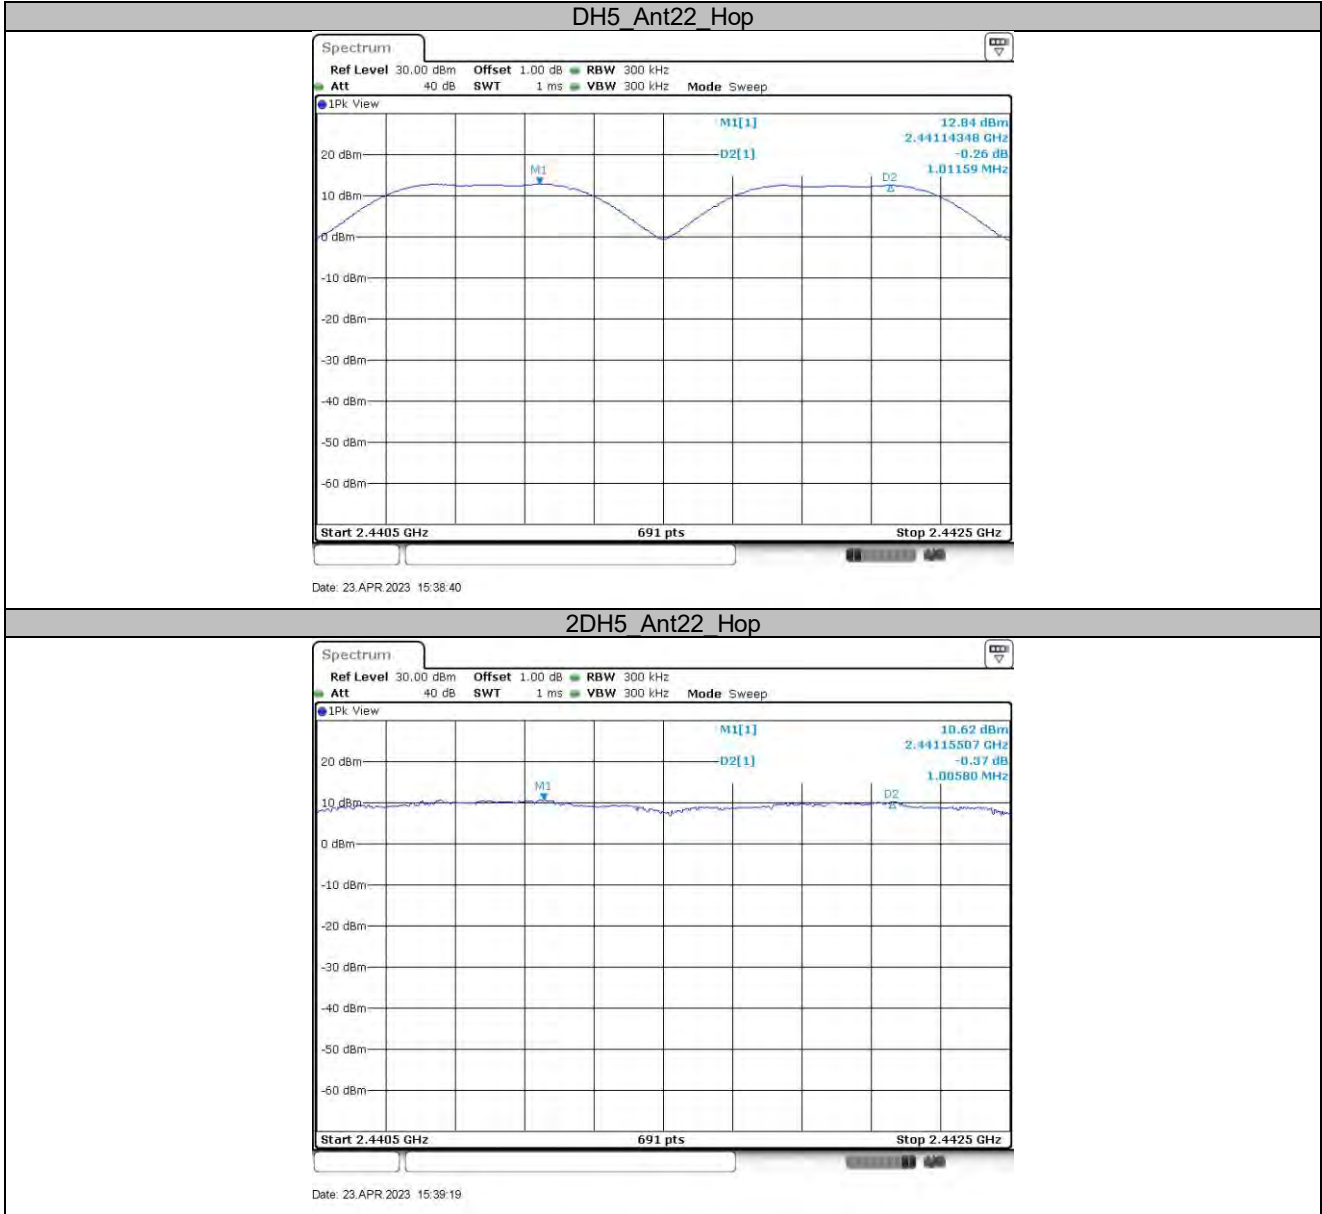 DH5_Ant22_Hop
Spectrum
Ref Level 30.00 dBm Offset 1.00 dB RBW 300 kHz
Att 40 dB SWT 1 ms VBW 300 kHz Mode Sweep
1Pk View
M1[1] 12.84 dBm
2.44114348 GHz
20 dBm D2[1] -0.26 dB
1.01159 MHz
M1
D2
10 dBm
0 dBm
-10 dBm
-20 dBm
-30 dBm
-40 dBm
-50 dBm
-60 dBm
Start 2.4405 GHz 691 pts Stop 2.4425 GHz
Date: 23.APR.2023 15:38:40
2DH5_Ant22_Hop
Spectrum
Ref Level 30.00 dBm Offset 1.00 dB RBW 300 kHz
Att 40 dB SWT 1 ms VBW 300 kHz Mode Sweep
1Pk View
M1[1] 10.62 dBm
2.44115507 GHz
20 dBm D2[1] -0.37 dB
1.00580 MHz
M1
D2
10 dBm
0 dBm
-10 dBm
-20 dBm
-30 dBm
-40 dBm
-50 dBm
-60 dBm
Start 2.4405 GHz 691 pts Stop 2.4425 GHz
Date: 23.APR.2023 15:39:19